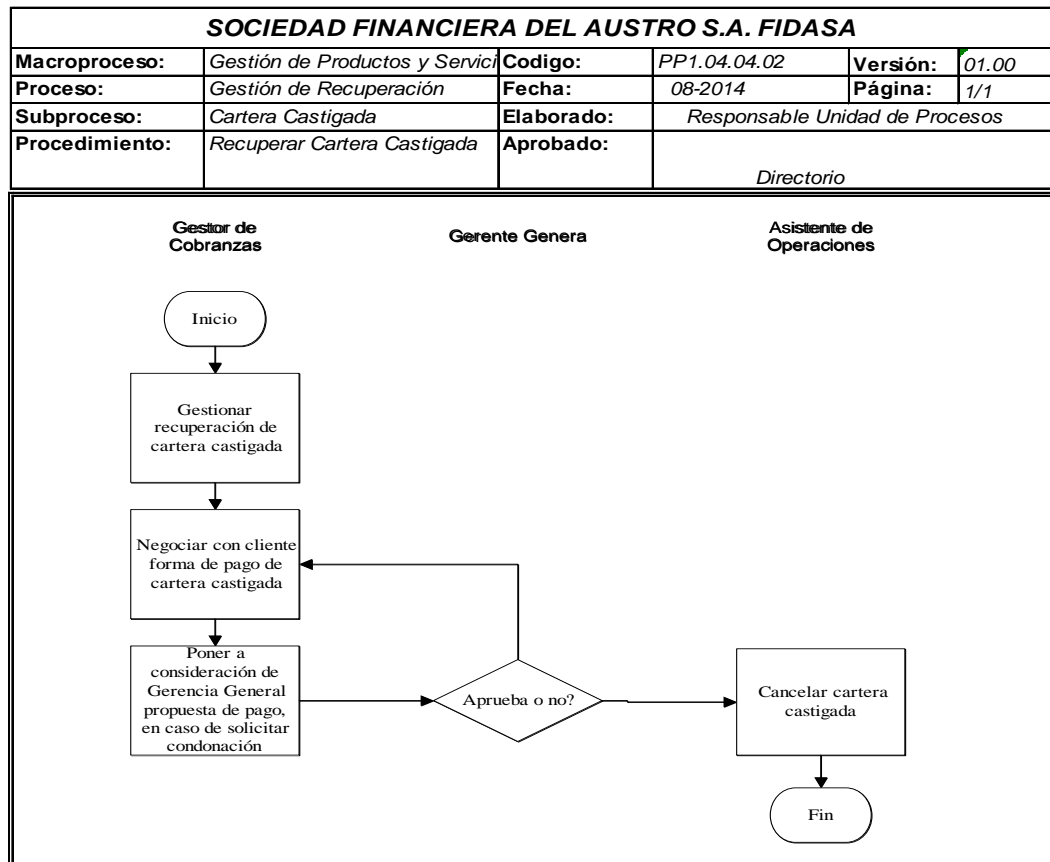 SOCIEDAD FINANCIERA DEL AUSTRO S.A. FIDASA
Macroproceso: Gestión de Productos y Servici Codigo: PP1.04.04.02 Versión: 01.00
Proceso: Gestión de Recuperación Fecha: 08-2014 Página: 1/1
Subproceso: Cartera Castigada Elaborado: Responsable Unidad de Procesos
Procedimiento: Recuperar Cartera Castigada Aprobado:
Directorio
Gestor de
Cobranzas
Gerente Genera
Asistente de
Operaciones
Inicio
Gestionar
recuperación de
cartera castigada
Negociar con cliente
forma de pago de
cartera castigada
Poner a
consideración de
Gerencia General
propuesta de pago,
en caso de solicitar
condonación
Aprueba o no?
Cancelar cartera
castigada
Fin